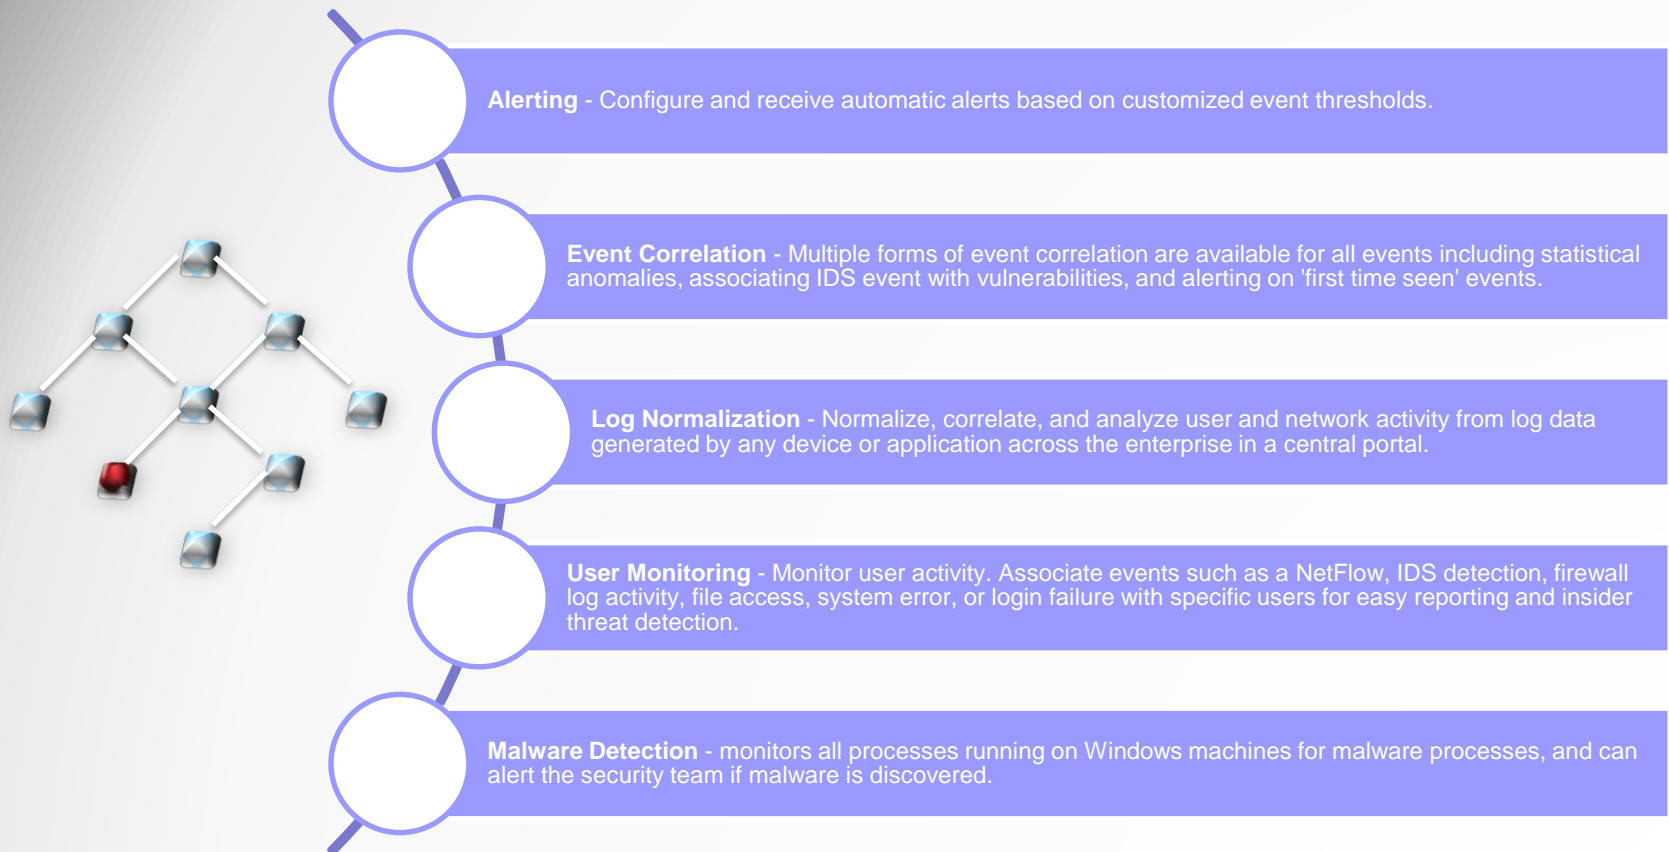 Alerting - Configure and receive automatic alerts based on customized event thresholds.
Event Correlation - Multiple forms of event correlation are available for all events including statistical
anomalies, associating IDS event with vulnerabilities, and alerting on 'first time seen' events.
Log Normalization - Normalize, correlate, and analyze user and network activity from log data
generated by any device or application across the enterprise in a central portal.
User Monitoring - Monitor user activity. Associate events such as a NetFlow, IDS detection, firewall
log activity, file access, system error, or login failure with specific users for easy reporting and insider
threat detection.
Malware Detection - monitors all processes running on Windows machines for malware processes, and can
alert the security team if malware is discovered.